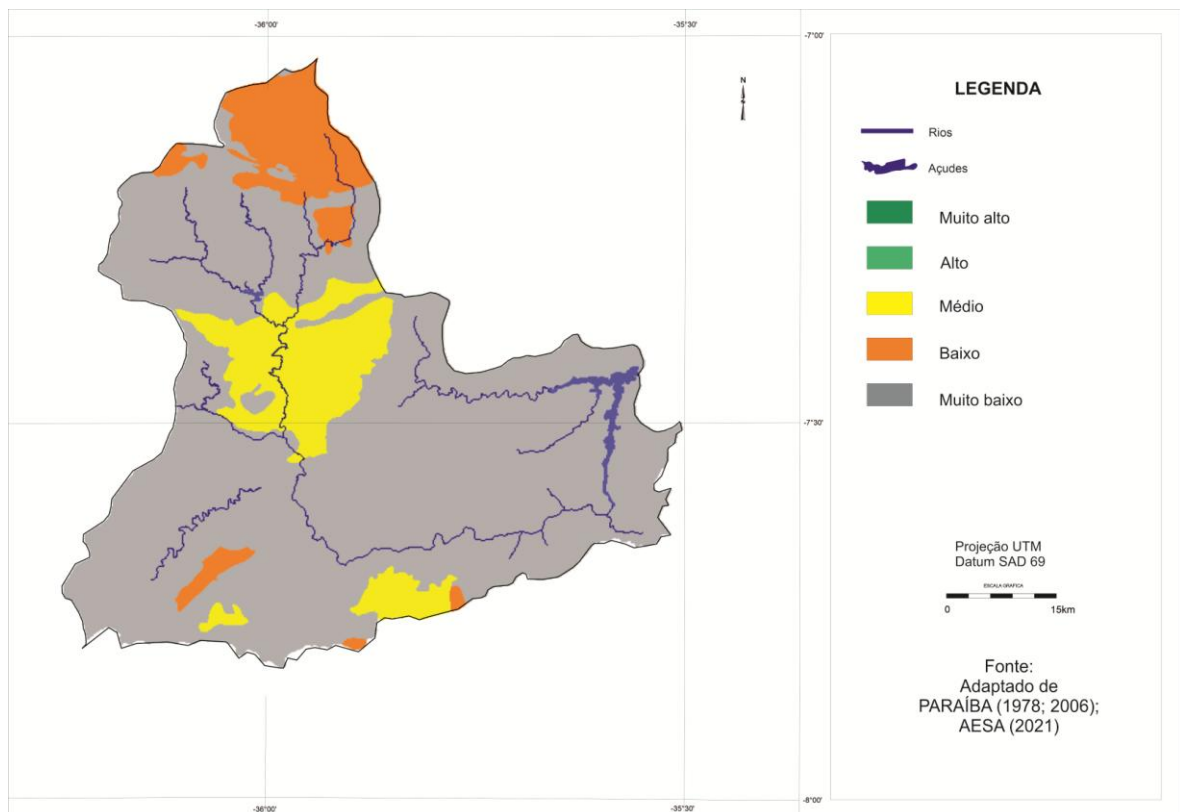 -36°00'
-35°30'
-7°00'
N
-7°30'
-8°00'
-36°00'
-35°30'
LEGENDA
Rios
Açudes
Muito alto
Alto
Médio
Baixo
Muito baixo
Projeção UTM
Datum SAD 69
ESCALA GRÁFICA
0 15km
Fonte:
Adaptado de
PARAÍBA (1978; 2006);
AESA (2021)